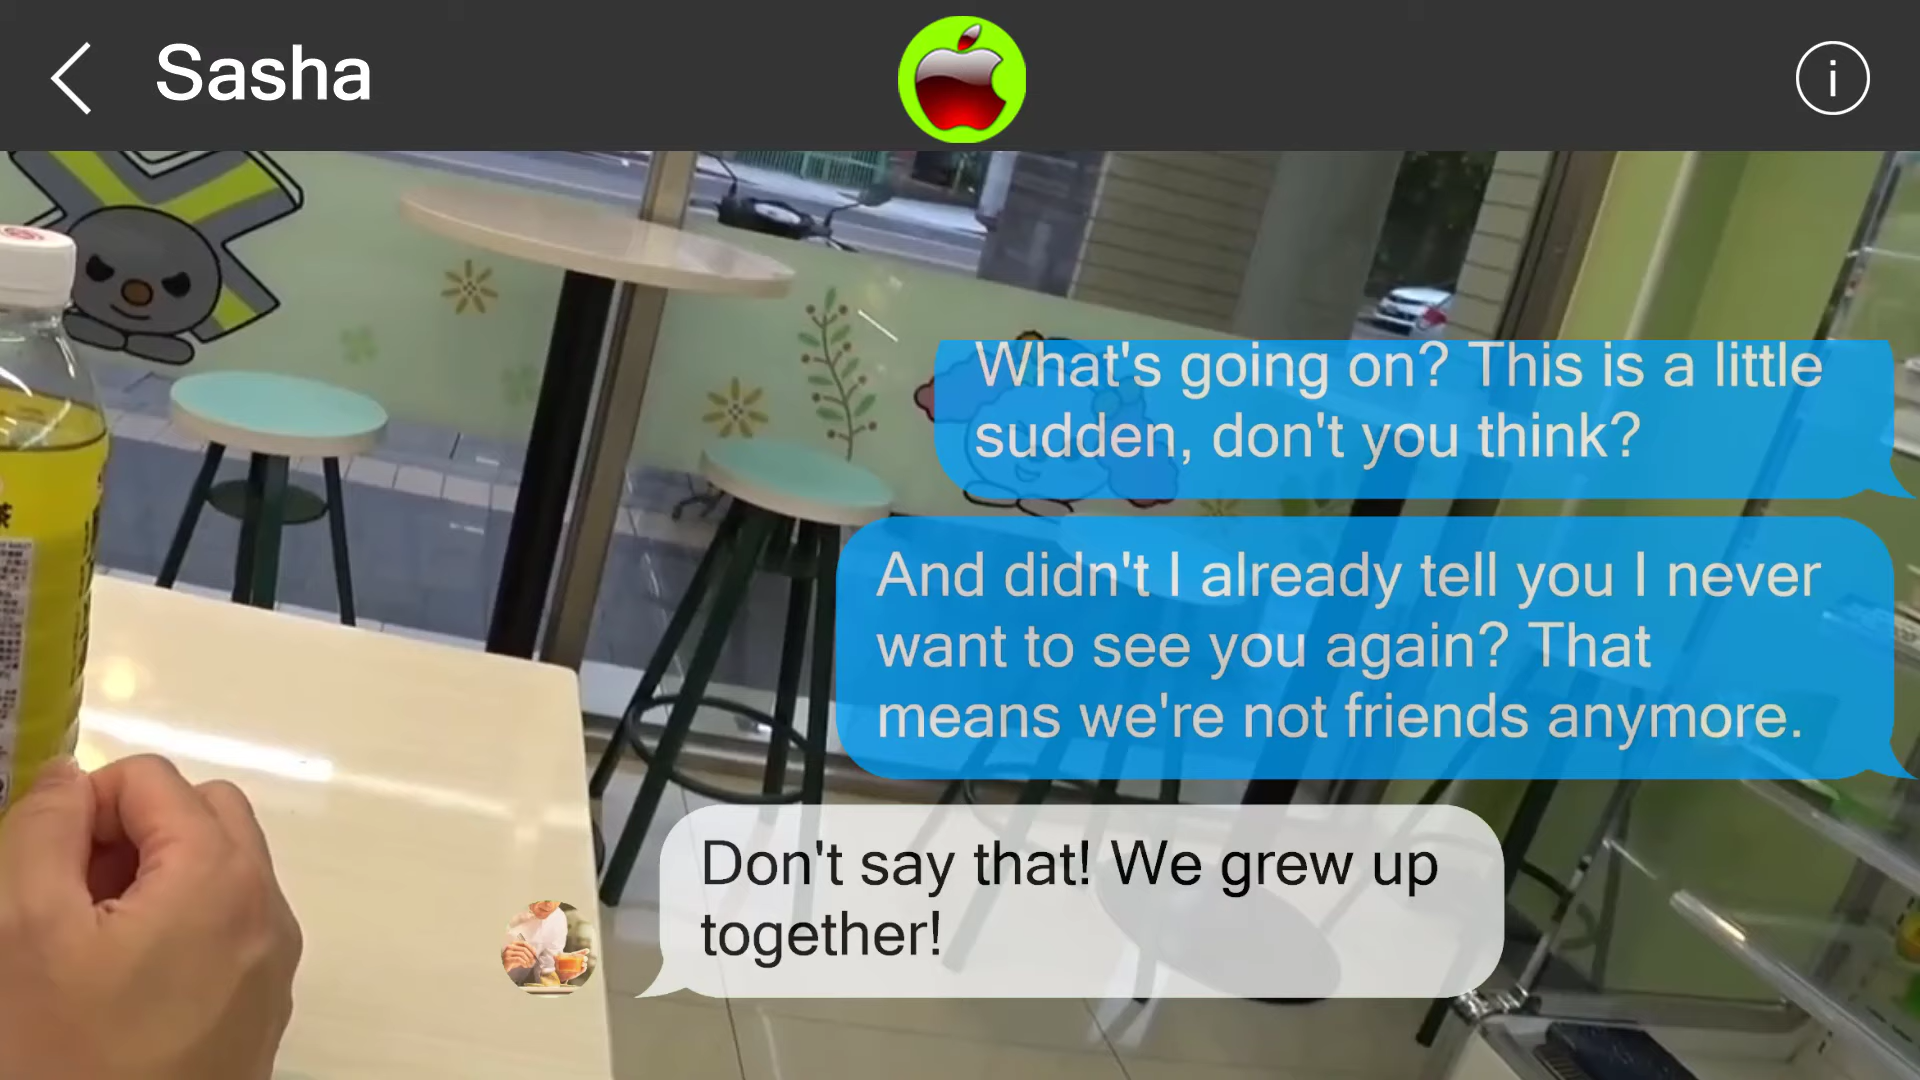 Sasha
What's going on? This is a little
sudden, don't you think?
And didn't I already tell you I never
want to see you again? That
means we're not friends anymore.
Don't say that! We grew up
together!